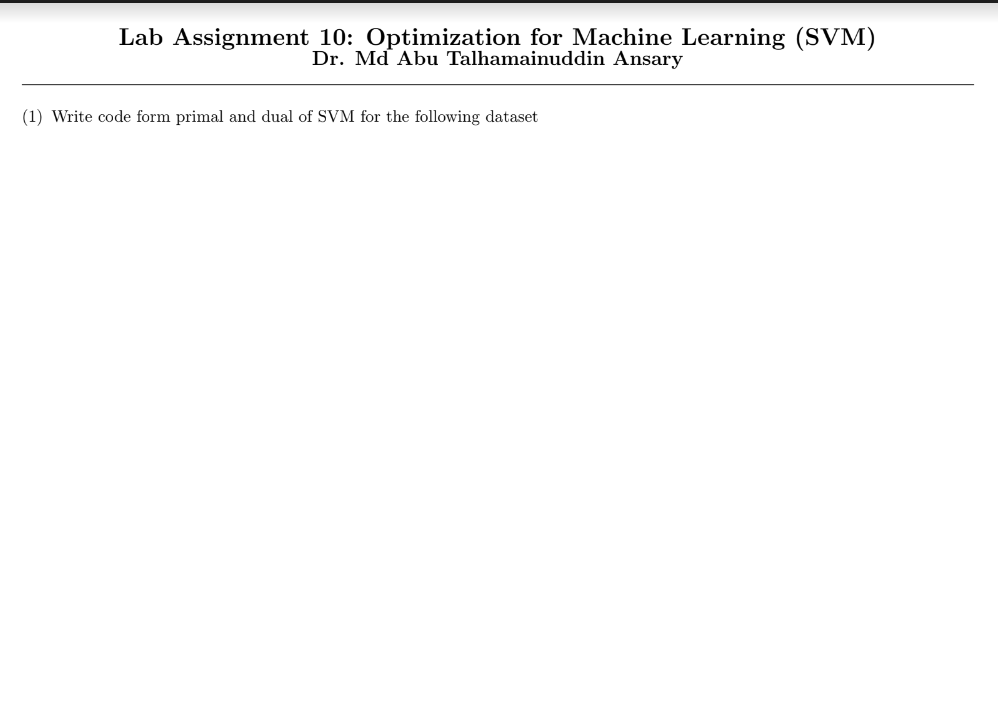 Lab Assignment 10: Optimization for Machine Learning (SVM)
Dr. Md Abu Talhamainuddin Ansary
(1) Write code form primal and dual of SVM for the following dataset